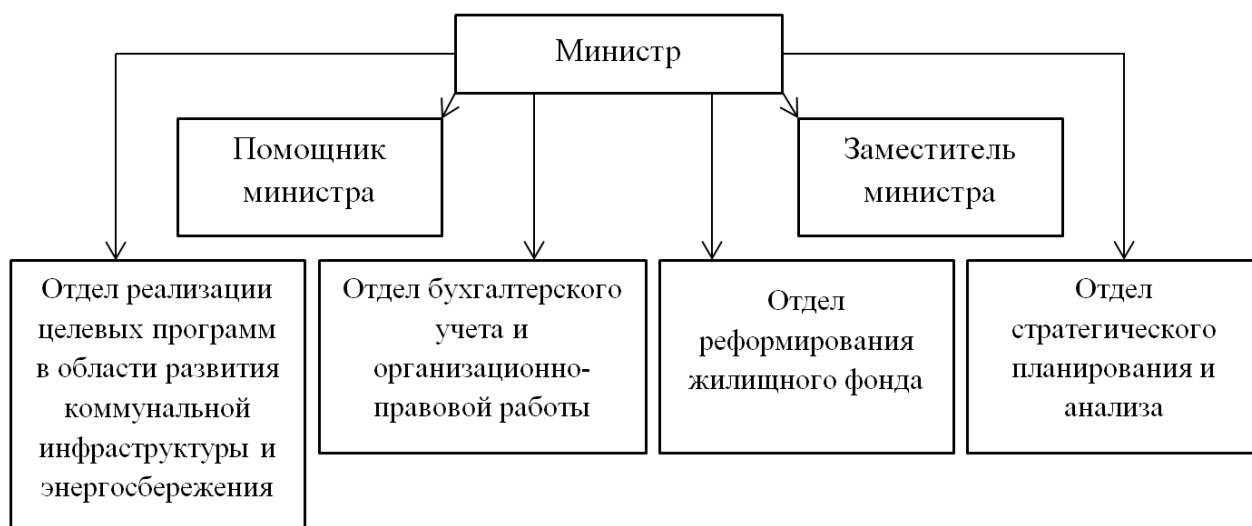 Министр
Помощник
министра
Заместитель
министра
Отдел реализации
целевых программ
в области развития
коммунальной
инфраструктуры и
энергосбережения
Отдел бухгалтерского
учета и
организационно-
правовой работы
Отдел
реформирования
жилищного фонда
Отдел
стратегического
планирования и
анализа